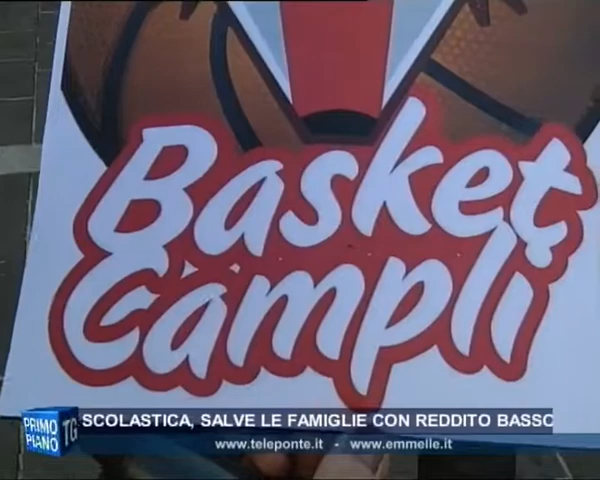 Basket
Campli
PRIMO
PIANO
TG
SCOLASTICA, SALVE LE FAMIGLIE CON REDDITO BASSO
www.teleponte.it - www.emmelle.it